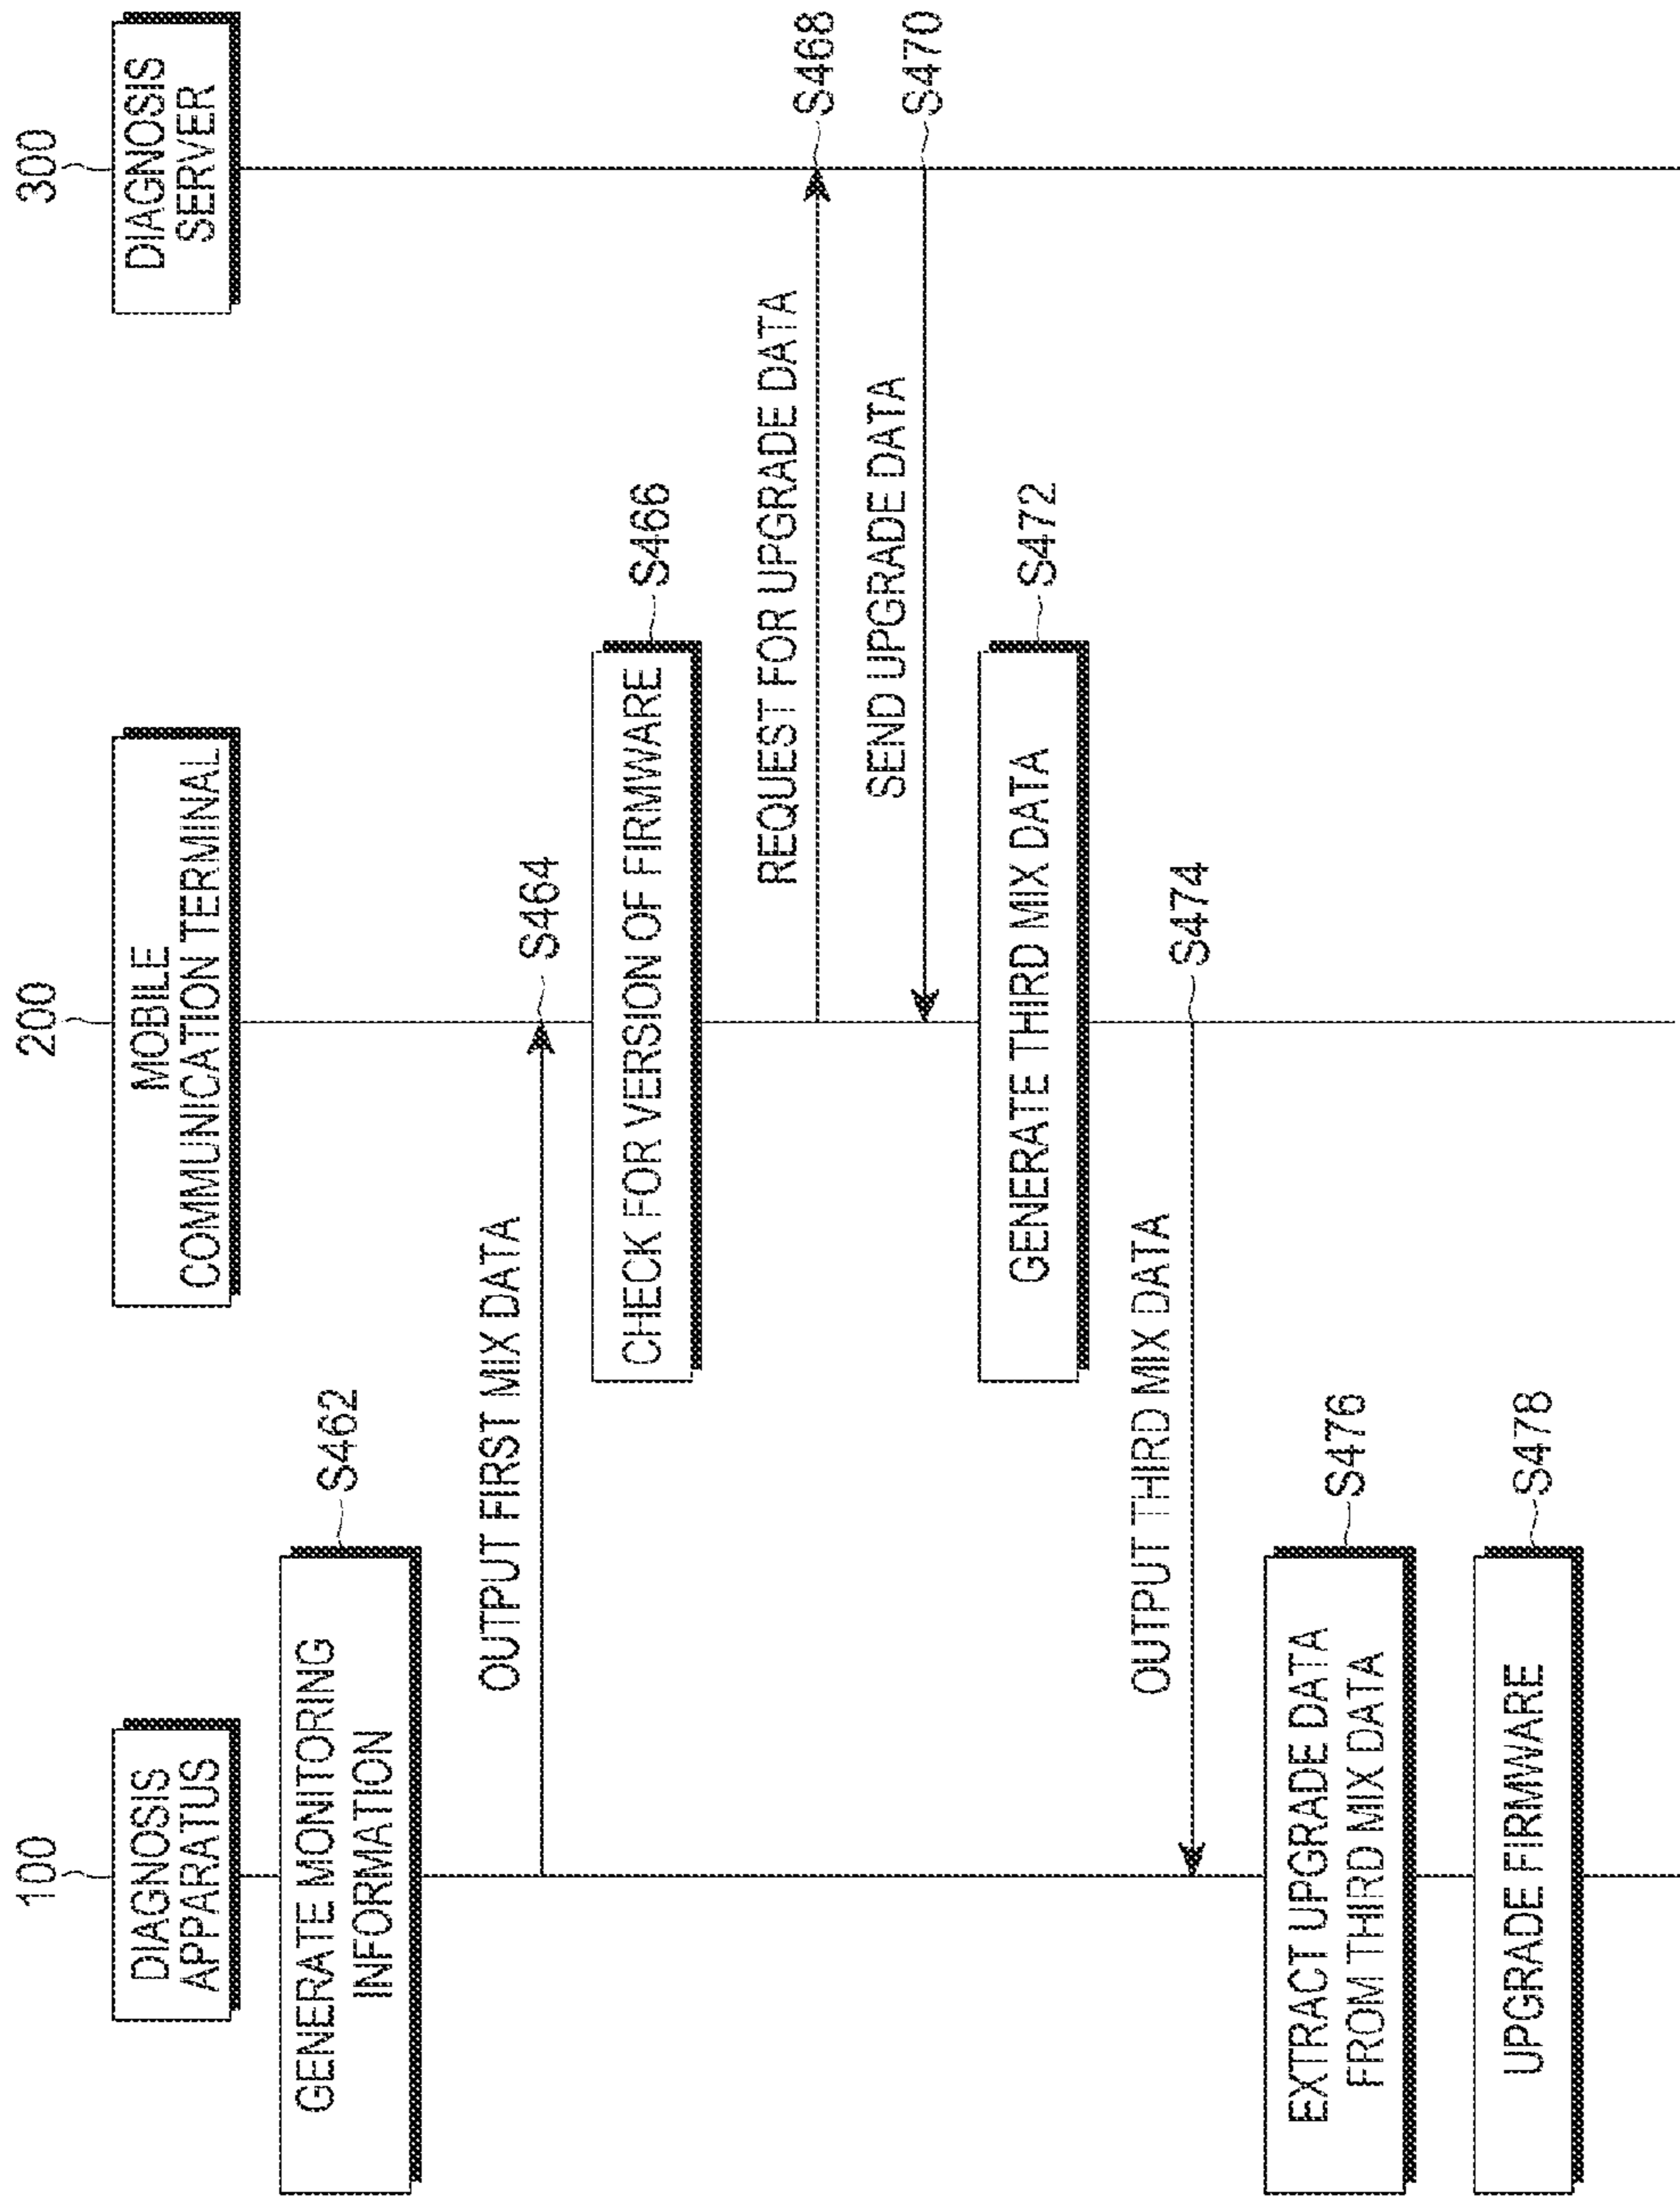 100
200
300
DIAGNOSIS
APPARATUS
MOBILE
COMMUNICATION TERMINAL
DIAGNOSIS
SERVER
GENERATE MONITORING
INFORMATION
S462
OUTPUT FIRST MIX DATA
S464
CHECK FOR VERSION OF FIRMWARE
S466
REQUEST FOR UPGRADE DATA
S468
SEND UPGRADE DATA
S470
GENERATE THIRD MIX DATA
S472
OUTPUT THIRD MIX DATA
S474
EXTRACT UPGRADE DATA
FROM THIRD MIX DATA
S476
UPGRADE FIRMWARE
S478